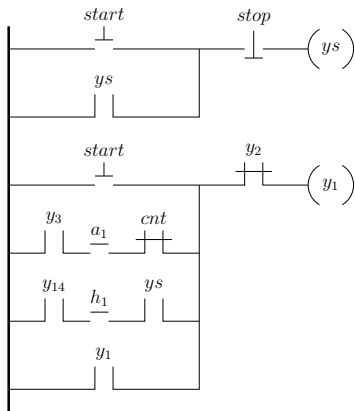 start stop
ys
ys
start y₂
y₁
y₃ a₁ cnt
y₁₄ h₁ ys
y₁